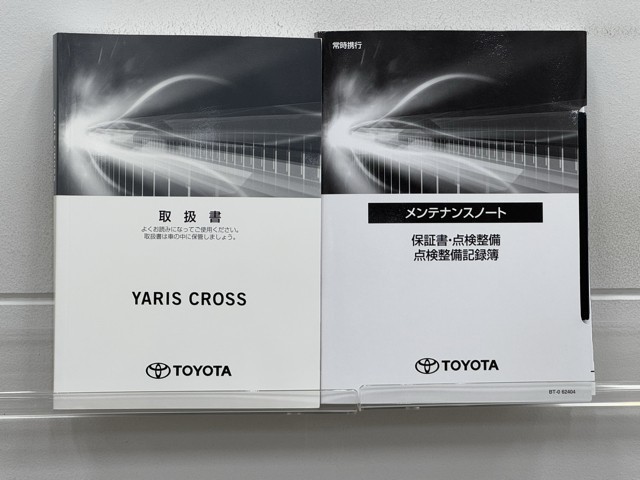 取扱書
よくお読みになってご使用ください。
取扱書は車の中に保管しましょう。
YARIS CROSS
TOYOTA
常時携行
メンテナンスノート
保証書・点検整備
点検整備記録簿
TOYOTA
BT-II 62404